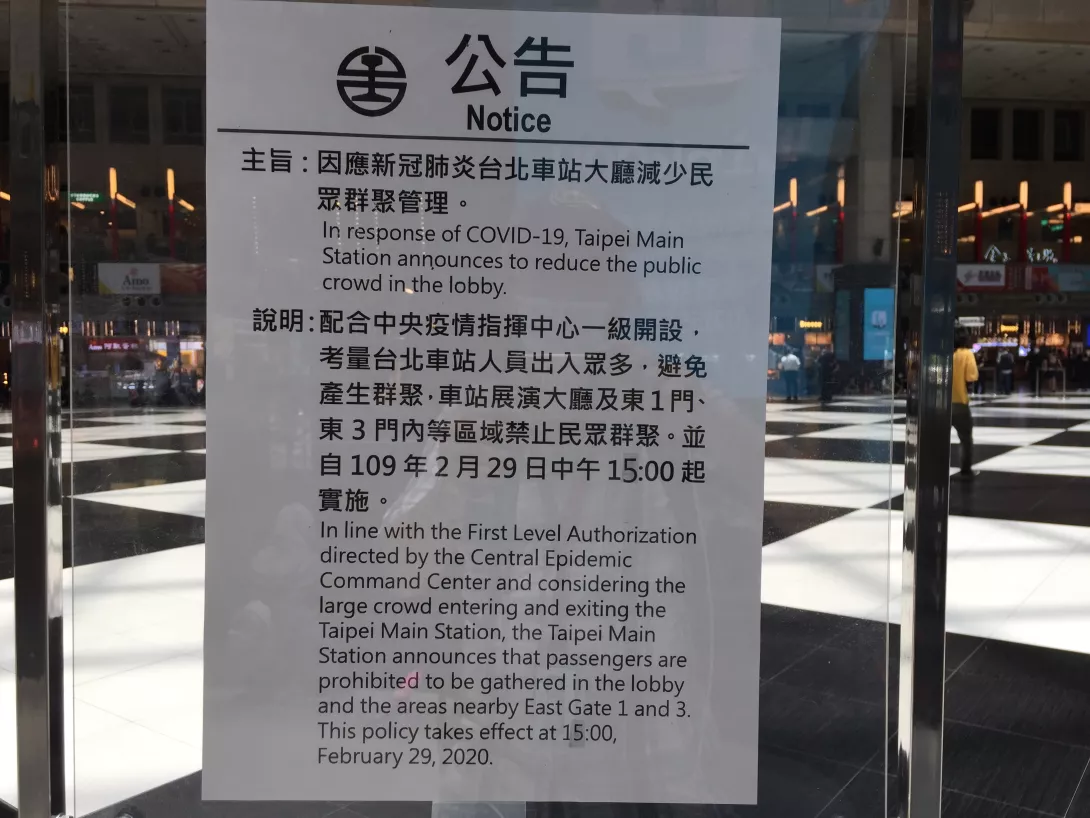 公告
Notice
主旨：因應新冠肺炎台北車站大廳減少民
眾群聚管理。
In response of COVID-19, Taipei Main
Station announces to reduce the public
crowd in the lobby.
說明：配合中央疫情指揮中心一級開設，
考量台北車站人員出入眾多，避免
產生群聚，車站展演大廳及東1門、
東3門內等區域禁止民眾群聚。並
自109年2月29日中午15:00起
實施。
In line with the First Level Authorization
directed by the Central Epidemic
Command Center and considering the
large crowd entering and exiting the
Taipei Main Station, the Taipei Main
Station announces that passengers are
prohibited to be gathered in the lobby
and the areas nearby East Gate 1 and 3.
This policy takes effect at 15:00,
February 29, 2020.